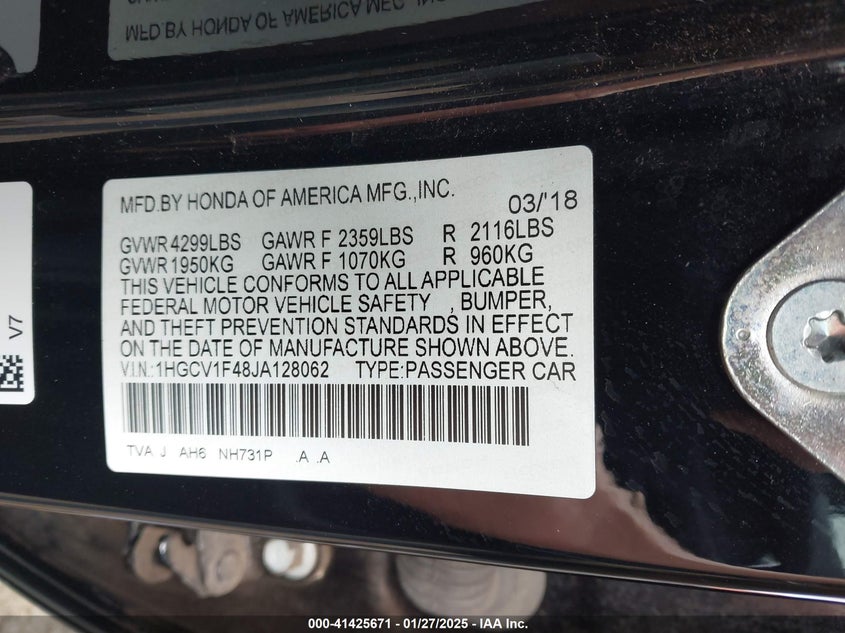 MFD.BY HONDA OF AMERICA MFG., INC.
MFD.BY HONDA OF AMERICA MFG.,INC. 03/'18
GVWR 4299LBS GAWR F 2359LBS R 2116LBS
GVWR 1950KG GAWR F 1070KG R 960KG
THIS VEHICLE CONFORMS TO ALL APPLICABLE
FEDERAL MOTOR VEHICLE SAFETY , BUMPER,
AND THEFT PREVENTION STANDARDS IN EFFECT
ON THE DATE OF MANUFACTURE SHOWN ABOVE.
V.I.N.:1HGCV1F48JA128062 TYPE:PASSENGER CAR
TVA J AH6 NH731P .A .A
V7
000-41425671 - 01/27/2025 - IAA Inc.